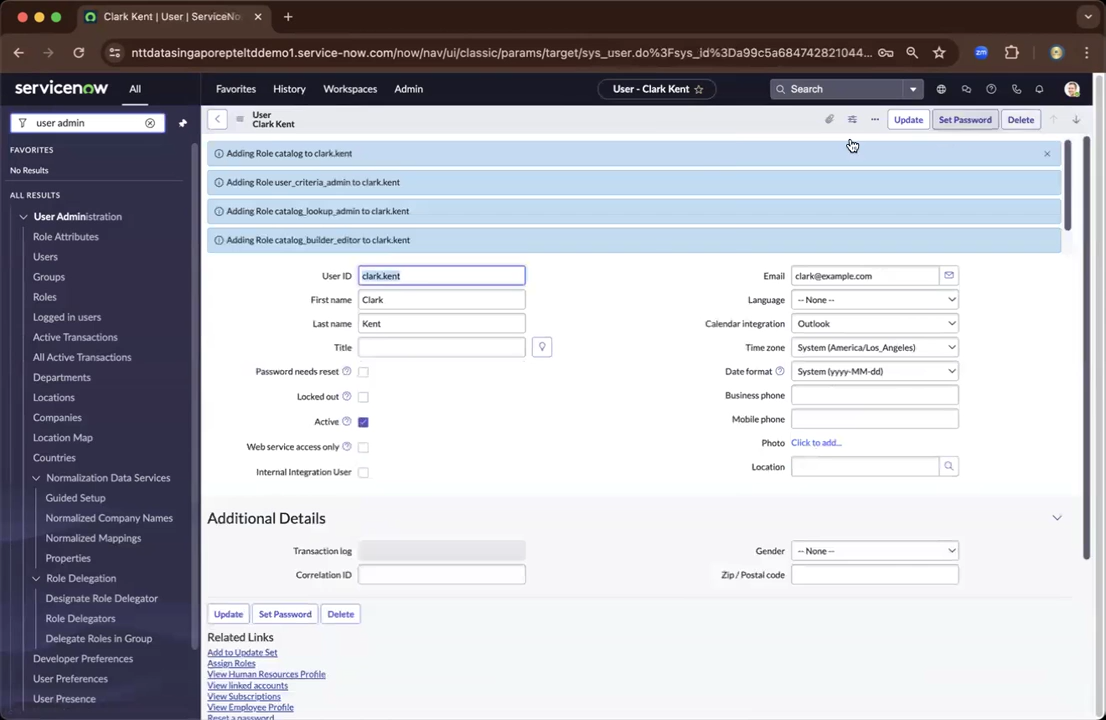 Clark Kent | User | ServiceNo
nttdatasingaporepteltddemo1.service-now.com/now/nav/ui/classic/params/target/sys_user.do%3Fsys_id%3Da99c5a684742821044...
zm
servicenow
All
Favorites
History
Workspaces
Admin
User - Clark Kent
Search
user admin
User
Clark Kent
Update
Set Password
Delete
FAVORITES
No Results
ALL RESULTS
User Administration
Role Attributes
Users
Groups
Roles
Logged in users
Active Transactions
All Active Transactions
Departments
Locations
Companies
Location Map
Countries
Normalization Data Services
Guided Setup
Normalized Company Names
Normalized Mappings
Properties
Role Delegation
Designate Role Delegator
Role Delegators
Delegate Roles in Group
Developer Preferences
User Preferences
User Presence
Adding Role catalog to clark.kent
Adding Role user_criteria_admin to clark.kent
Adding Role catalog_lookup_admin to clark.kent
Adding Role catalog_builder_editor to clark.kent
User ID clark.kent
First name Clark
Last name Kent
Title
Password needs reset
Locked out
Active
Web service access only
Internal Integration User
Email clark@example.com
Language -- None --
Calendar integration Outlook
Time zone System (America/Los_Angeles)
Date format System (yyyy-MM-dd)
Business phone
Mobile phone
Photo Click to add...
Location
Additional Details
Transaction log
Correlation ID
Gender -- None --
Zip / Postal code
Update
Set Password
Delete
Related Links
Add to Update Set
Assign Roles
View Human Resources Profile
View linked accounts
View Subscriptions
View Employee Profile
Reset a password